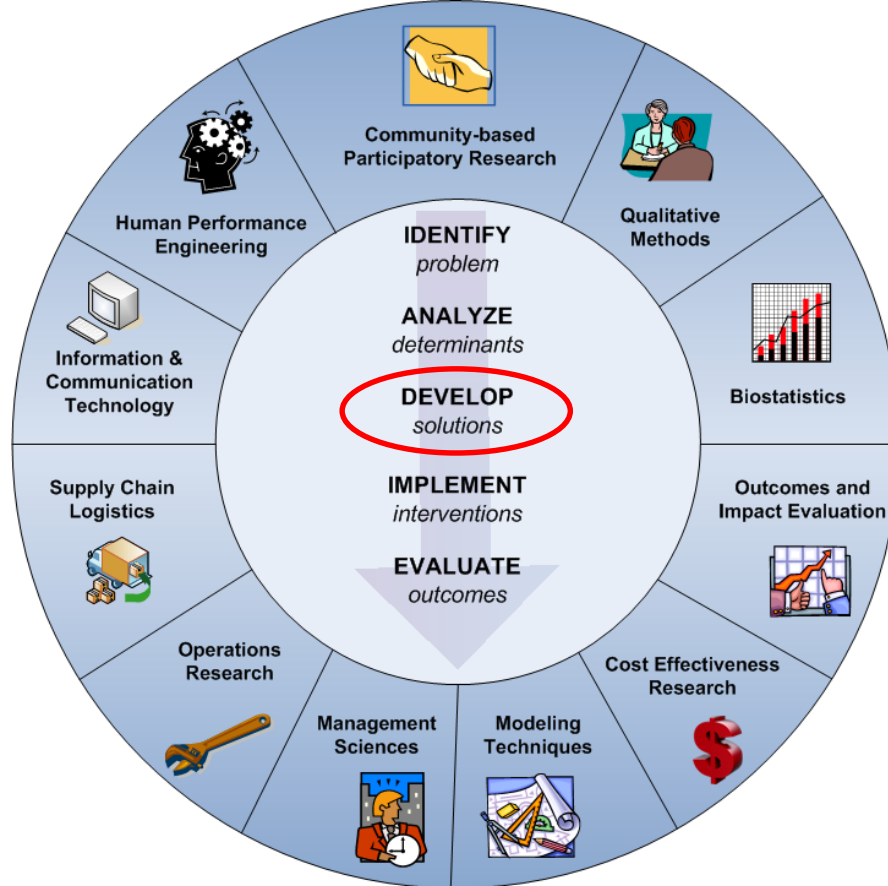 Community-based
Participatory Research
Qualitative
Methods
Biostatistics
Outcomes and
Impact Evaluation
Cost Effectiveness
Research
Modeling
Techniques
Management
Sciences
Operations
Research
Supply Chain
Logistics
Information &
Communication
Technology
Human Performance
Engineering
IDENTIFY
problem
ANALYZE
determinants
DEVELOP
solutions
IMPLEMENT
interventions
EVALUATE
outcomes